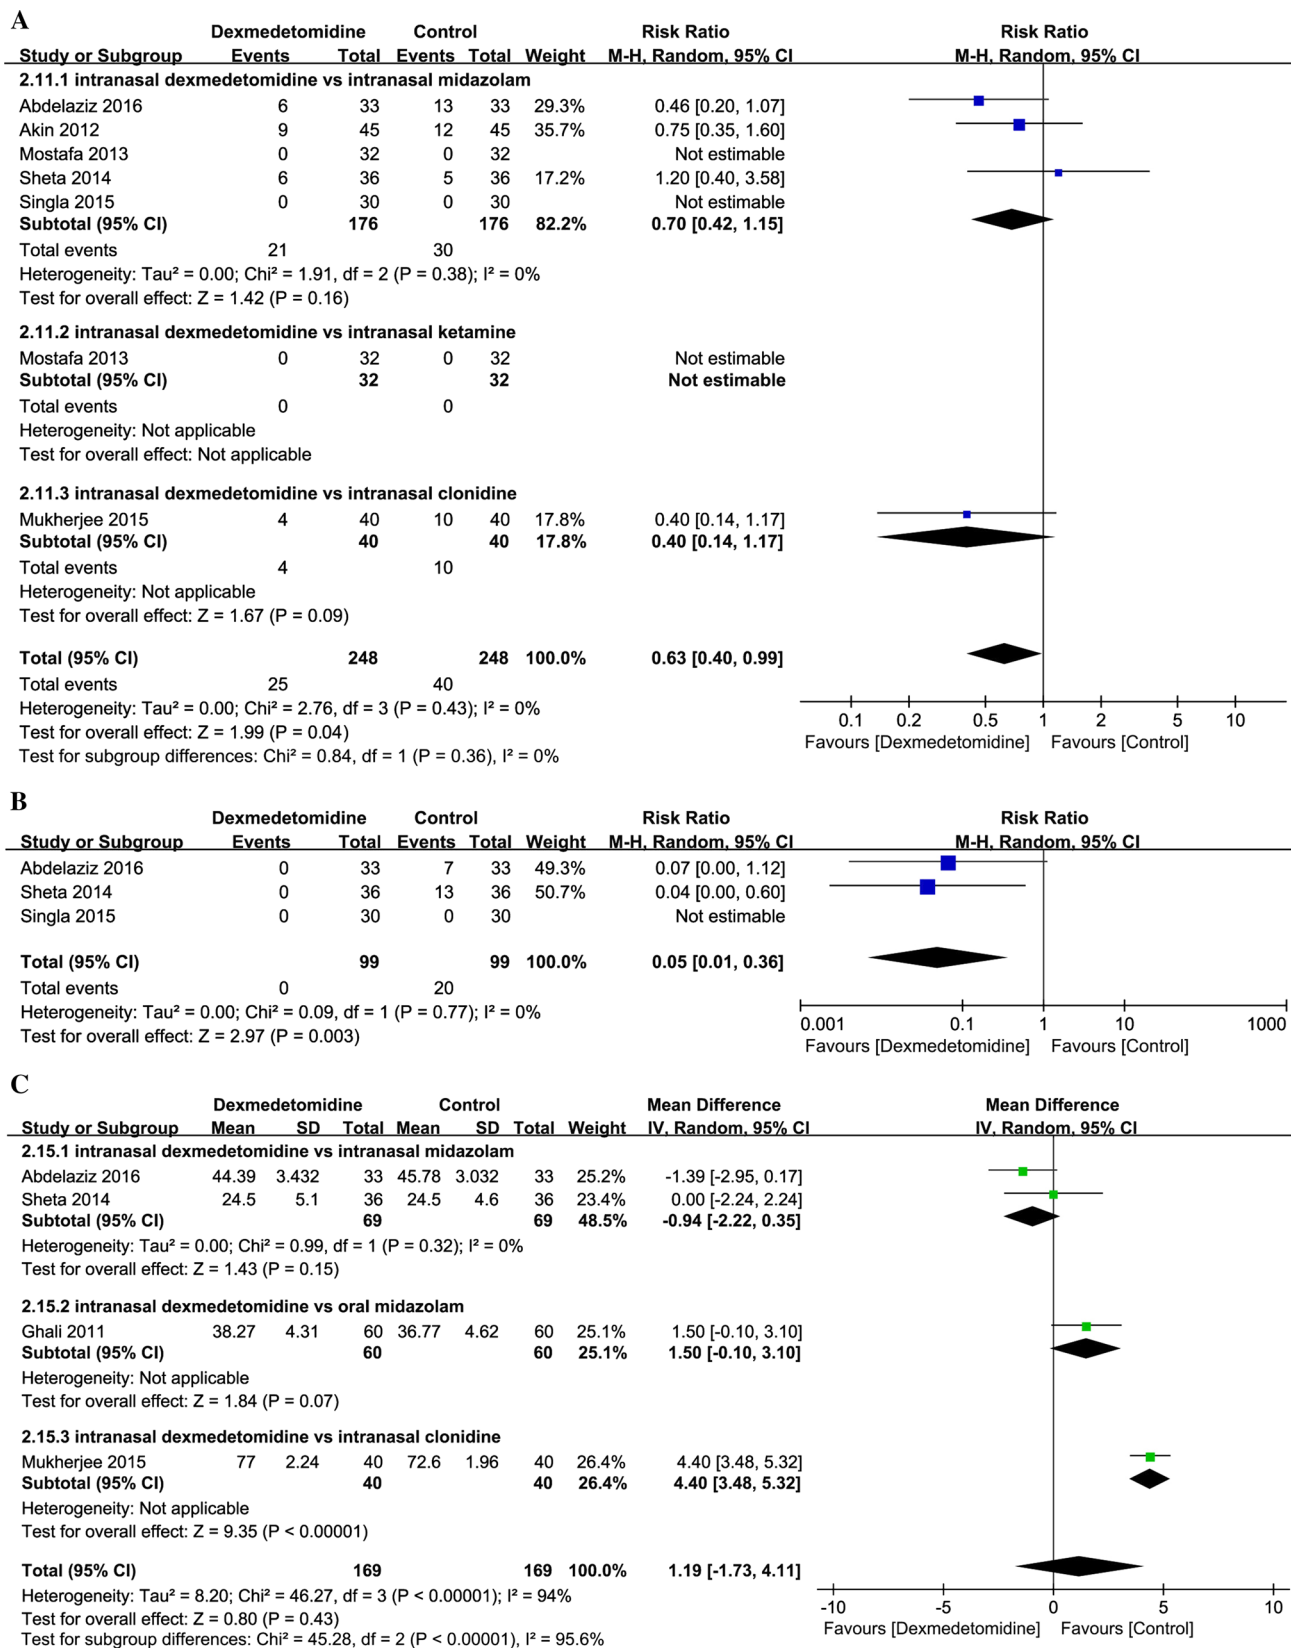 A
Dexmedetomidine Control Risk Ratio Risk Ratio
Study or Subgroup Events Total Events Total Weight M-H, Random, 95% CI M-H, Random, 95% CI
2.11.1 intranasal dexmedetomidine vs intranasal midazolam
Abdelaziz 2016 6 33 13 33 29.3% 0.46 [0.20, 1.07]
Akin 2012 9 45 12 45 35.7% 0.75 [0.35, 1.60]
Mostafa 2013 0 32 0 32 Not estimable
Sheta 2014 6 36 5 36 17.2% 1.20 [0.40, 3.58]
Singla 2015 0 30 0 30 Not estimable
Subtotal (95% CI) 176 176 82.2% 0.70 [0.42, 1.15]
Total events 21 30
Heterogeneity: Tau² = 0.00; Chi² = 1.91, df = 2 (P = 0.38); I² = 0%
Test for overall effect: Z = 1.42 (P = 0.16)
2.11.2 intranasal dexmedetomidine vs intranasal ketamine
Mostafa 2013 0 32 0 32 Not estimable
Subtotal (95% CI) 32 32 Not estimable
Total events 0 0
Heterogeneity: Not applicable
Test for overall effect: Not applicable
2.11.3 intranasal dexmedetomidine vs intranasal clonidine
Mukherjee 2015 4 40 10 40 17.8% 0.40 [0.14, 1.17]
Subtotal (95% CI) 40 40 17.8% 0.40 [0.14, 1.17]
Total events 4 10
Heterogeneity: Not applicable
Test for overall effect: Z = 1.67 (P = 0.09)
Total (95% CI) 248 248 100.0% 0.63 [0.40, 0.99]
Total events 25 40
Heterogeneity: Tau² = 0.00; Chi² = 2.76, df = 3 (P = 0.43); I² = 0%
Test for overall effect: Z = 1.99 (P = 0.04)
Test for subgroup differences: Chi² = 0.84, df = 1 (P = 0.36), I² = 0%
0.1 0.2 0.5 1 2 5 10
Favours [Dexmedetomidine] Favours [Control]
B
Dexmedetomidine Control Risk Ratio Risk Ratio
Study or Subgroup Events Total Events Total Weight M-H, Random, 95% CI M-H, Random, 95% CI
Abdelaziz 2016 0 33 7 33 49.3% 0.07 [0.00, 1.12]
Sheta 2014 0 36 13 36 50.7% 0.04 [0.00, 0.60]
Singla 2015 0 30 0 30 Not estimable
Total (95% CI) 99 99 100.0% 0.05 [0.01, 0.36]
Total events 0 20
Heterogeneity: Tau² = 0.00; Chi² = 0.09, df = 1 (P = 0.77); I² = 0%
Test for overall effect: Z = 2.97 (P = 0.003)
0.001 0.1 1 10 1000
Favours [Dexmedetomidine] Favours [Control]
C
Dexmedetomidine Control Mean Difference Mean Difference
Study or Subgroup Mean SD Total Mean SD Total Weight IV, Random, 95% CI IV, Random, 95% CI
2.15.1 intranasal dexmedetomidine vs intranasal midazolam
Abdelaziz 2016 44.39 3.432 33 45.78 3.032 33 25.2% -1.39 [-2.95, 0.17]
Sheta 2014 24.5 5.1 36 24.5 4.6 36 23.4% 0.00 [-2.24, 2.24]
Subtotal (95% CI) 69 69 48.5% -0.94 [-2.22, 0.35]
Heterogeneity: Tau² = 0.00; Chi² = 0.99, df = 1 (P = 0.32); I² = 0%
Test for overall effect: Z = 1.43 (P = 0.15)
2.15.2 intranasal dexmedetomidine vs oral midazolam
Ghali 2011 38.27 4.31 60 36.77 4.62 60 25.1% 1.50 [-0.10, 3.10]
Subtotal (95% CI) 60 60 25.1% 1.50 [-0.10, 3.10]
Heterogeneity: Not applicable
Test for overall effect: Z = 1.84 (P = 0.07)
2.15.3 intranasal dexmedetomidine vs intranasal clonidine
Mukherjee 2015 77 2.24 40 72.6 1.96 40 26.4% 4.40 [3.48, 5.32]
Subtotal (95% CI) 40 40 26.4% 4.40 [3.48, 5.32]
Heterogeneity: Not applicable
Test for overall effect: Z = 9.35 (P < 0.00001)
Total (95% CI) 169 169 100.0% 1.19 [-1.73, 4.11]
Heterogeneity: Tau² = 8.20; Chi² = 46.27, df = 3 (P < 0.00001); I² = 94%
Test for overall effect: Z = 0.80 (P = 0.43)
Test for subgroup differences: Chi² = 45.28, df = 2 (P < 0.00001), I² = 95.6%
-10 -5 0 5 10
Favours [Dexmedetomidine] Favours [Control]